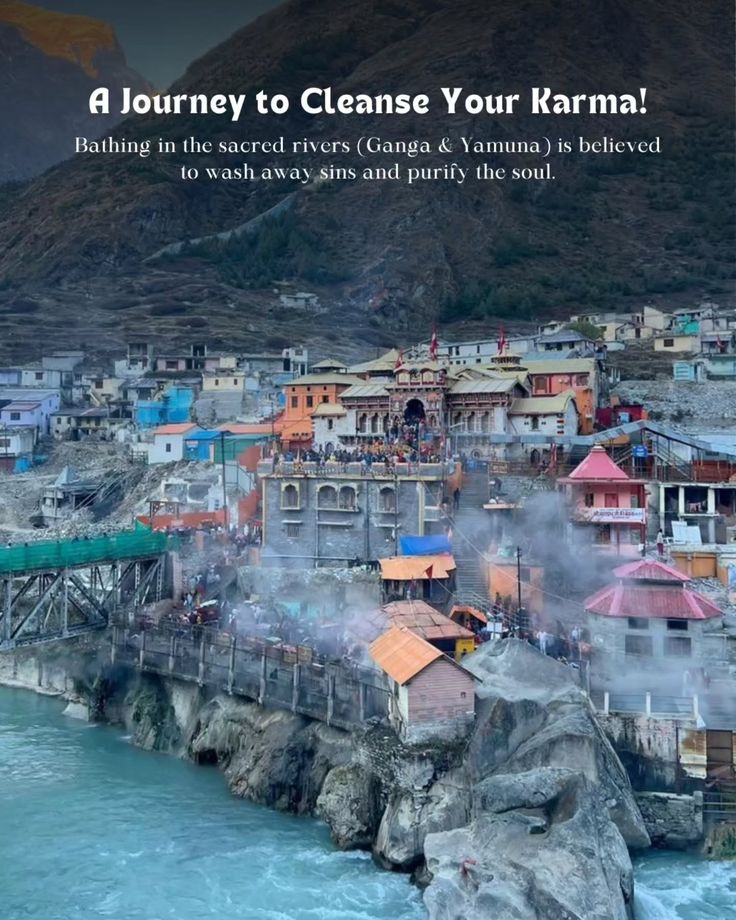 A Journey to Cleanse Your Karma!
Bathing in the sacred rivers (Ganga & Yamuna) is believed
to wash away sins and purify the soul.